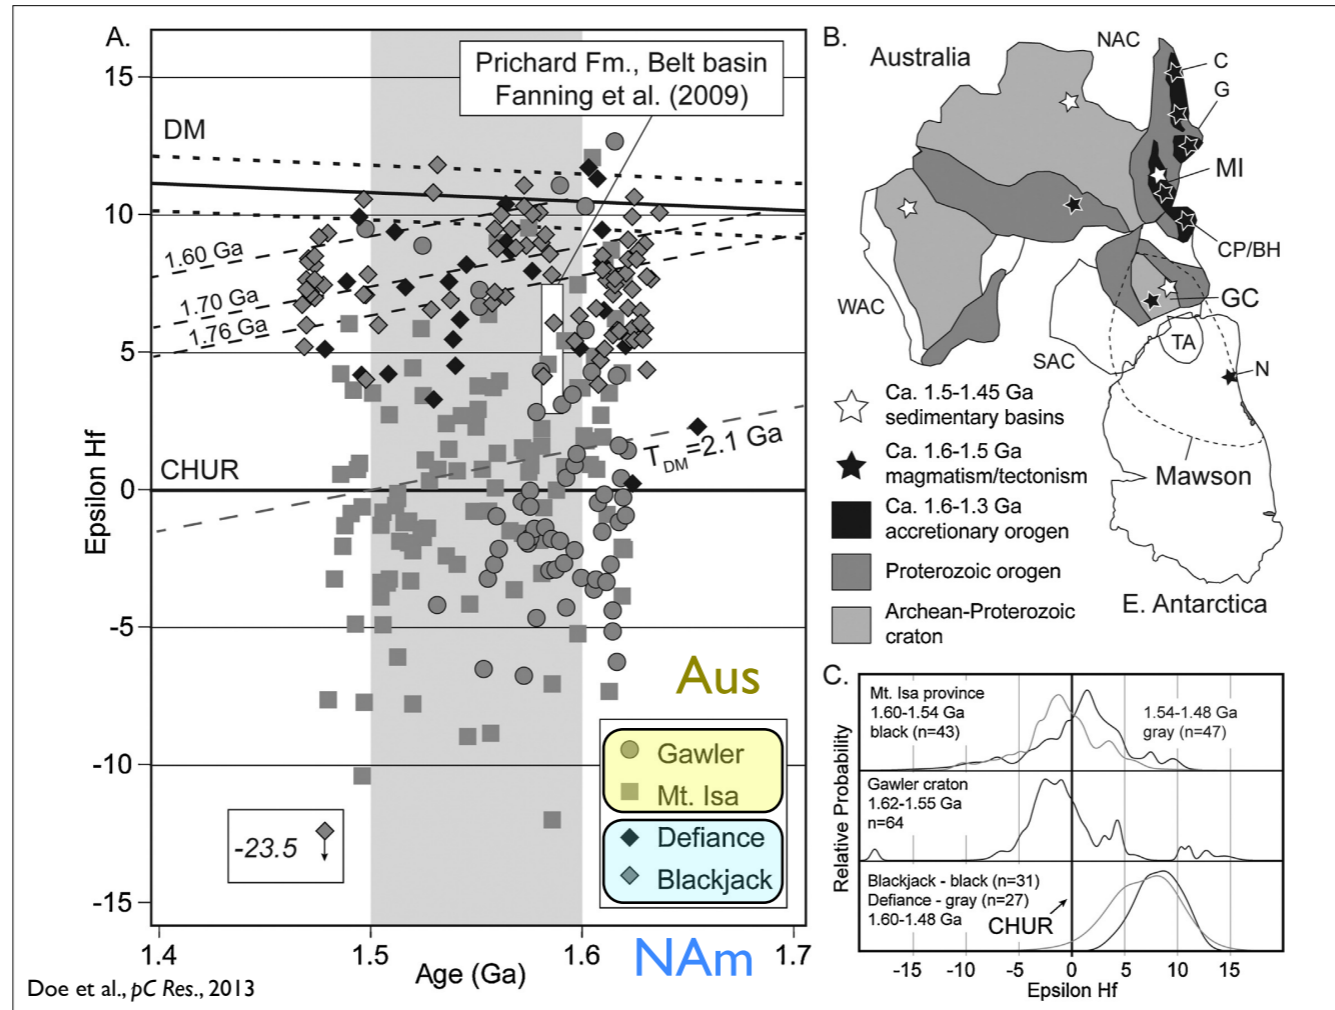 A.
15
10
5
0
-5
-10
-15
Epsilon Hf
Prichard Fm., Belt basin
Fanning et al. (2009)
DM
1.60 Ga
1.70 Ga
1.76 Ga
CHUR
TDM=2.1 Ga
-23.5
Aus
Gawler
Mt. Isa
Defiance
Blackjack
NAm
1.4
1.5
1.6
1.7
Age (Ga)
Doe et al., pC Res., 2013
B.
Australia
NAC
C
G
MI
CP/BH
GC
WAC
SAC
TA
N
Mawson
E. Antarctica
Ca. 1.5-1.45 Ga
sedimentary basins
Ca. 1.6-1.5 Ga
magmatism/tectonism
Ca. 1.6-1.3 Ga
accretionary orogen
Proterozoic orogen
Archean-Proterozoic
craton
C.
Relative Probability
Mt. Isa province
1.60-1.54 Ga
black (n=43)
1.54-1.48 Ga
gray (n=47)
Gawler craton
1.62-1.55 Ga
n=64
Blackjack - black (n=31)
Defiance - gray (n=27)
1.60-1.48 Ga
CHUR
-15
-10
-5
0
5
10
15
Epsilon Hf